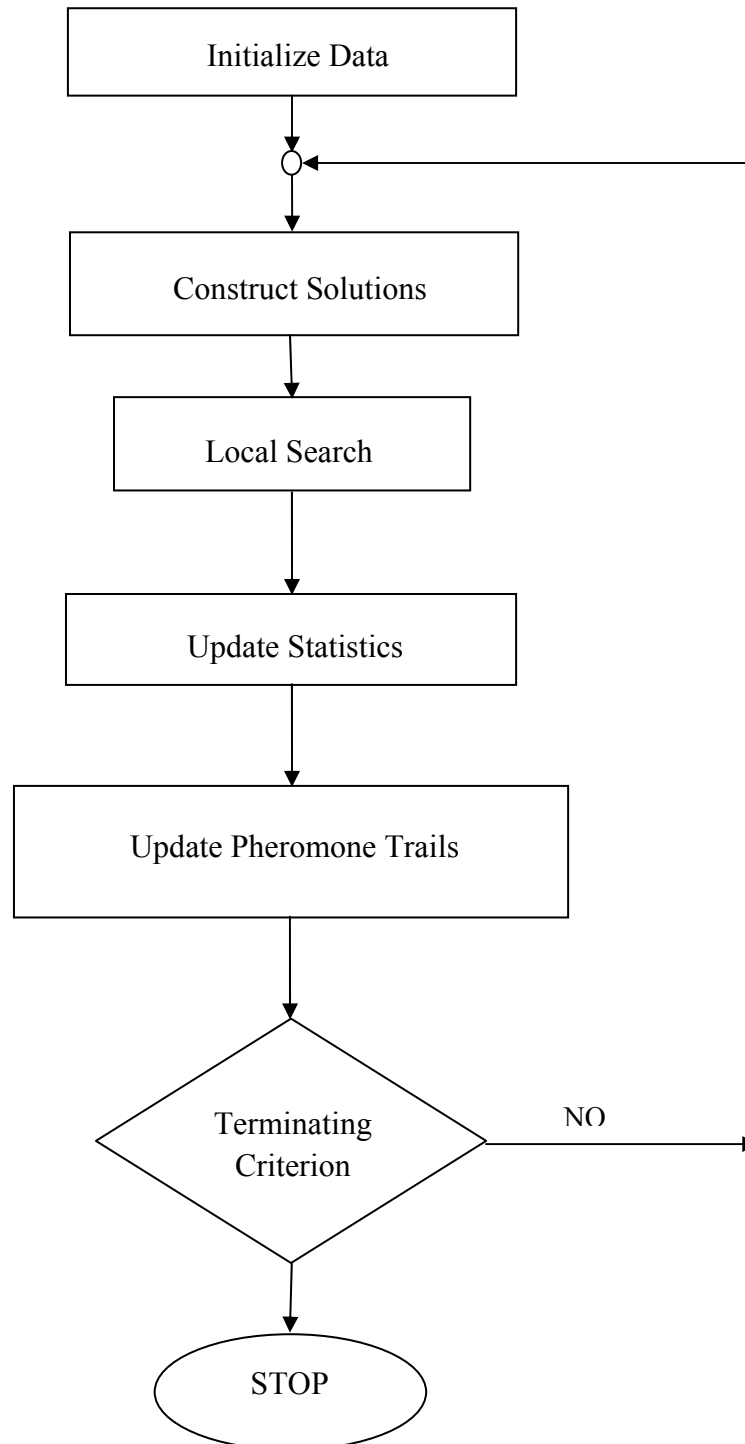 Initialize Data
Construct Solutions
Local Search
Update Statistics
Update Pheromone Trails
Terminating
Criterion
NO
STOP